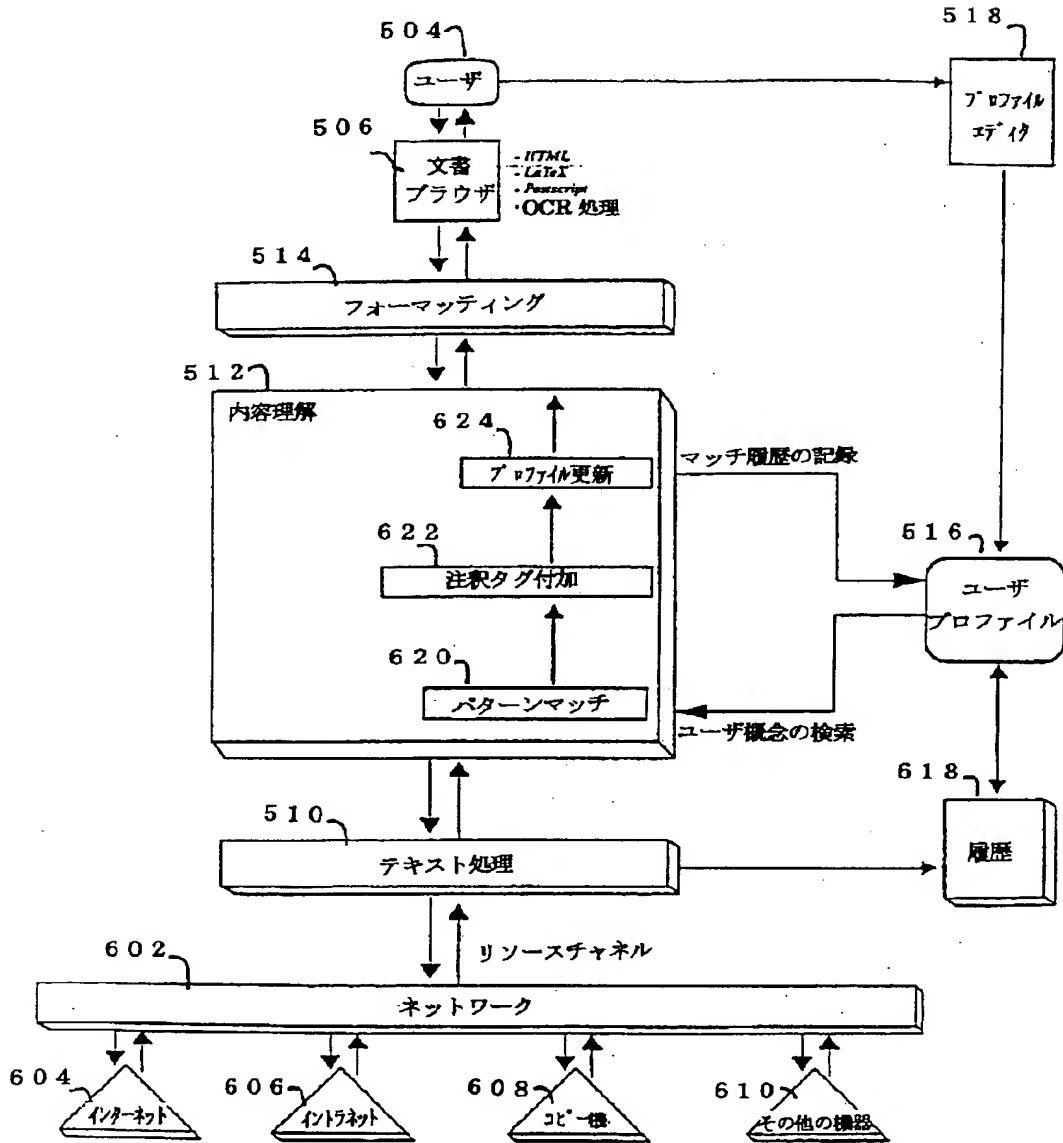 504
518
ユーザ
プロファイル
エディタ
506
文書
ブラウザ
- HTML
- LaTeX
- Postscript
・OCR 処理
514
フォーマッティング
512
内容理解
624
プロファイル更新
マッチ履歴の記録
622
注釈タグ付加
516
ユーザ
プロファイル
620
パターンマッチ
ユーザ概念の検索
618
履歴
510
テキスト処理
リソースチャネル
602
ネットワーク
604
インターネット
606
イントラネット
608
コピー機
610
その他の機器